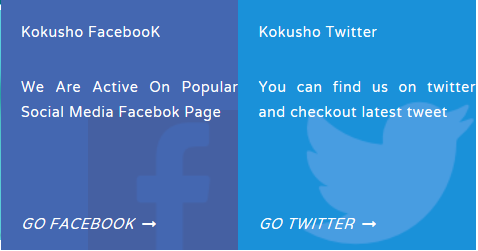 Kokusho FacebooK
We Are Active On Popular
Social Media Facebok Page
GO FACEBOOK →
Kokusho Twitter
You can find us on twitter
and checkout latest tweet
GO TWITTER →